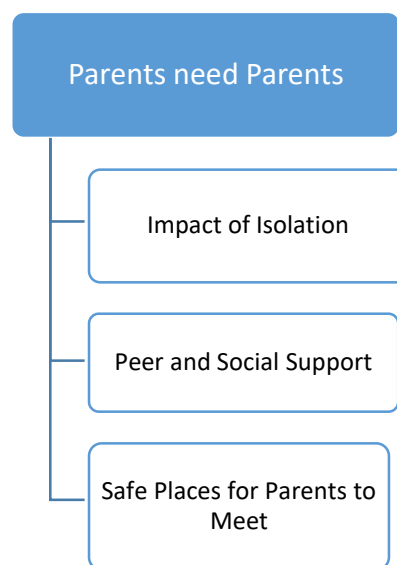 Parents need Parents
Impact of Isolation
Peer and Social Support
Safe Places for Parents to
Meet